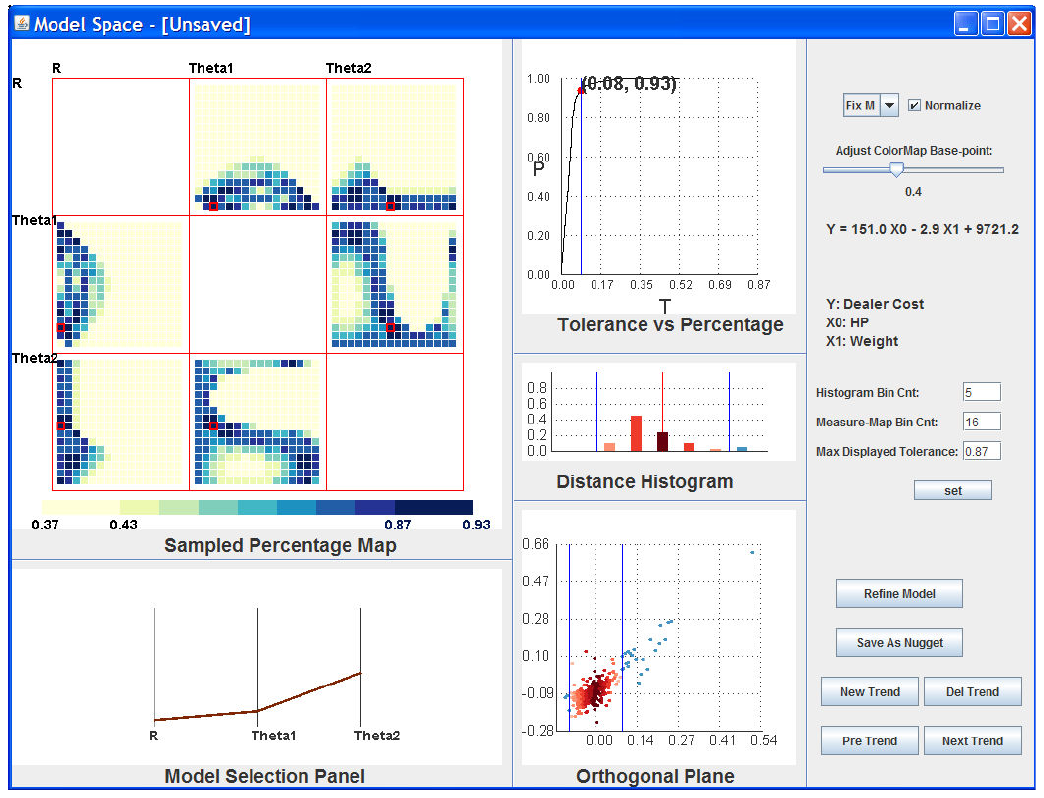 Model Space - [Unsaved]
R Theta1 Theta2
R
Theta1
Theta2
0.37 0.43 0.87 0.93
Sampled Percentage Map
R Theta1 Theta2
Model Selection Panel
(0.08, 0.93)
1.00
0.80
0.60
P
0.40
0.20
0.00
0.00 0.17 0.35 0.52 0.69 0.87
T
Tolerance vs Percentage
0.8
0.6
0.4
0.2
0.0
Distance Histogram
0.66
0.47
0.28
0.10
-0.09
-0.28
0.00 0.14 0.27 0.41 0.54
Orthogonal Plane
Fix M Normalize
Adjust ColorMap Base-point:
0.4
Y = 151.0 X0 - 2.9 X1 + 9721.2
Y: Dealer Cost
X0: HP
X1: Weight
Histogram Bin Cnt: 5
Measure-Map Bin Cnt: 16
Max Displayed Tolerance: 0.87
set
Refine Model
Save As Nugget
New Trend Del Trend
Pre Trend Next Trend